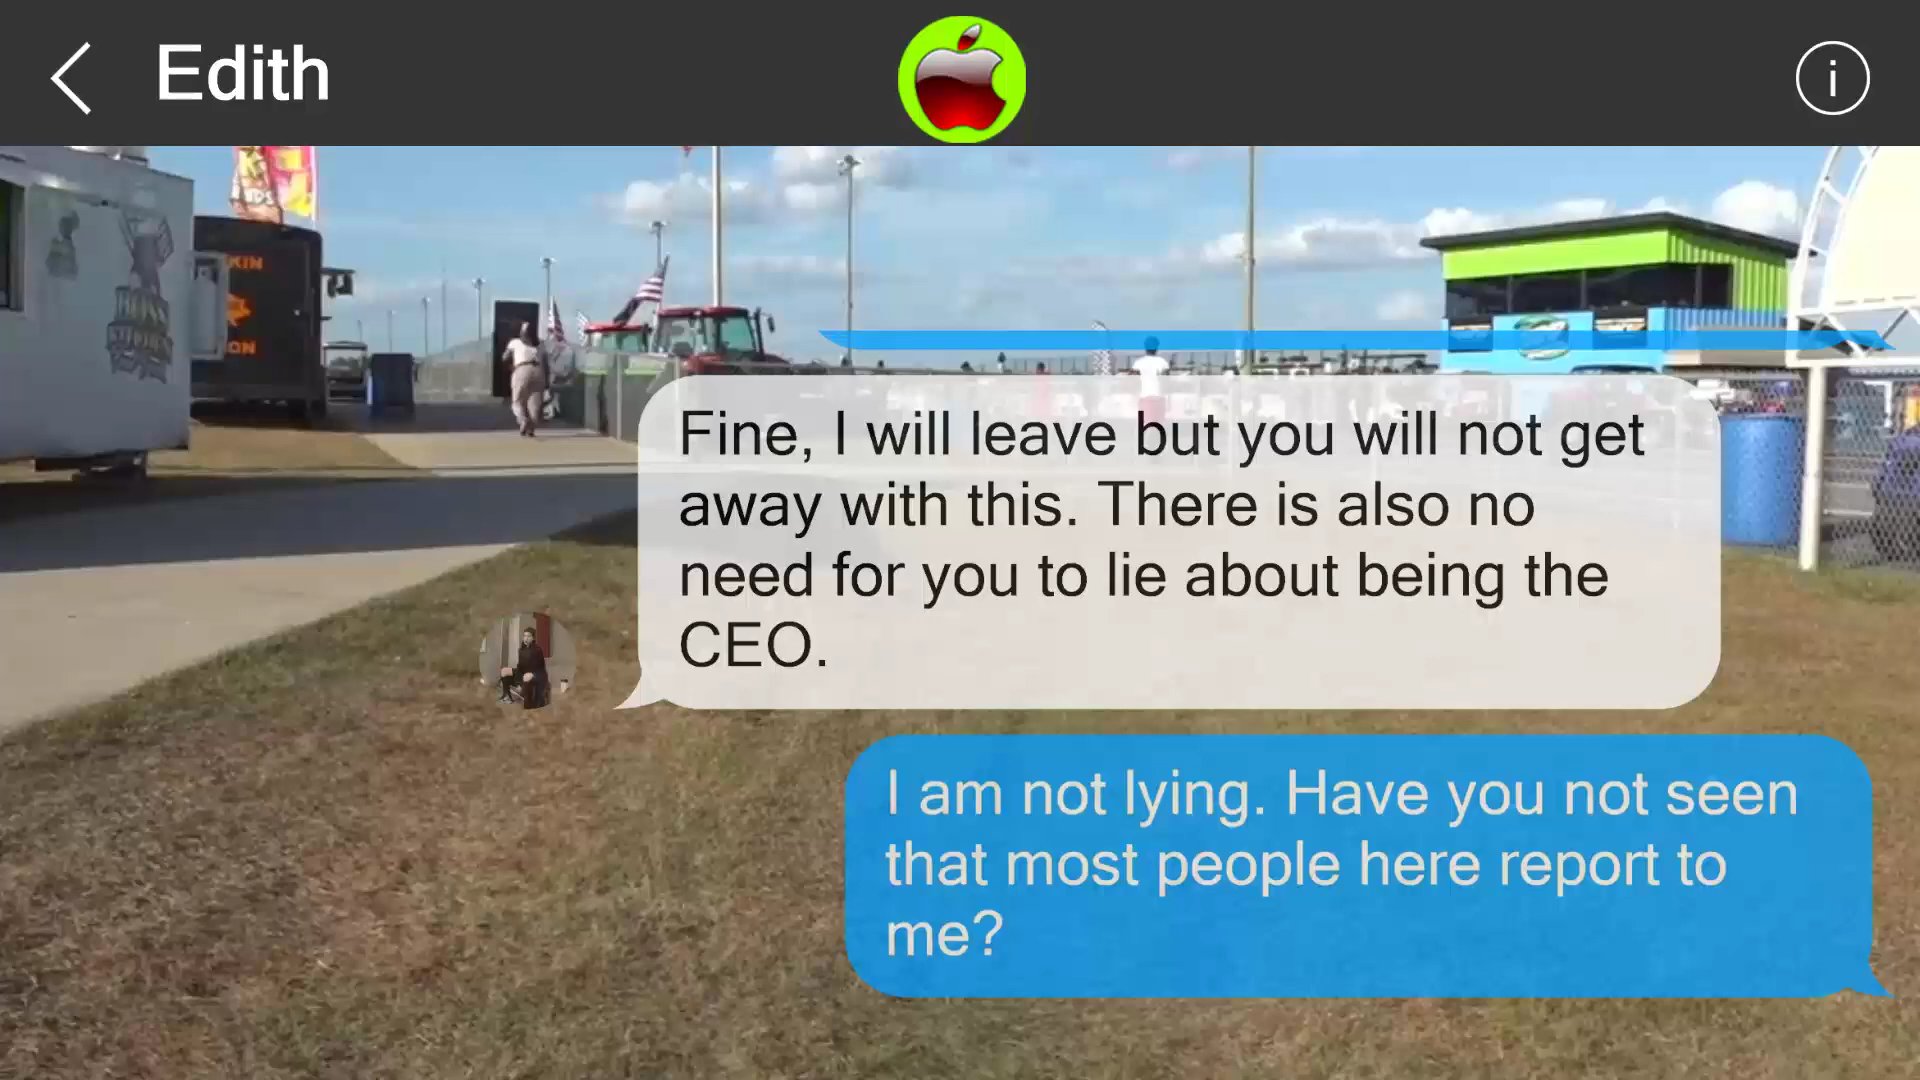 Edith
Fine, I will leave but you will not get
away with this. There is also no
need for you to lie about being the
CEO.
I am not lying. Have you not seen
that most people here report to
me?